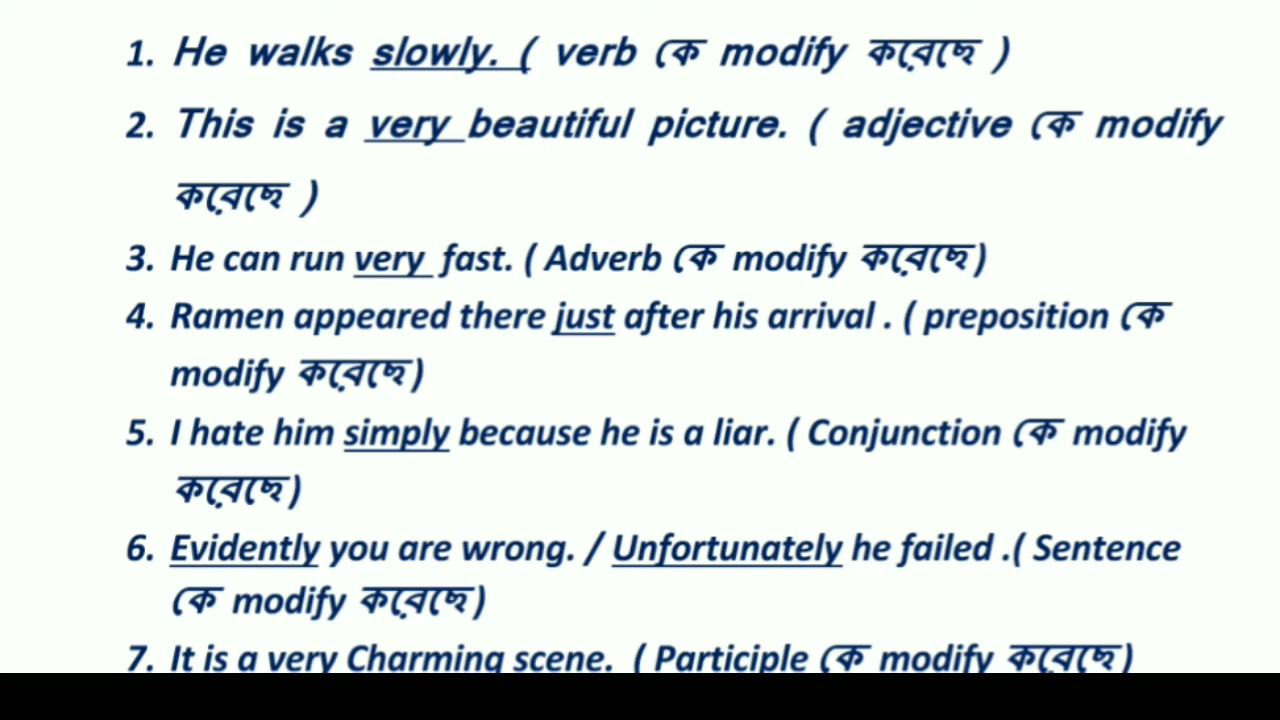 1. He walks slowly. ( verb কে modify করেছে )
2. This is a very beautiful picture. ( adjective কে modify
করেছে )
3. He can run very fast. ( Adverb কে modify করেছে)
4. Ramen appeared there just after his arrival . ( preposition কে
modify করেছে)
5. I hate him simply because he is a liar. ( Conjunction কে modify
করেছে)
6. Evidently you are wrong. / Unfortunately he failed .( Sentence
কে modify করেছে)
7. It is a very Charming scene. ( Participle কে modify করেছে)